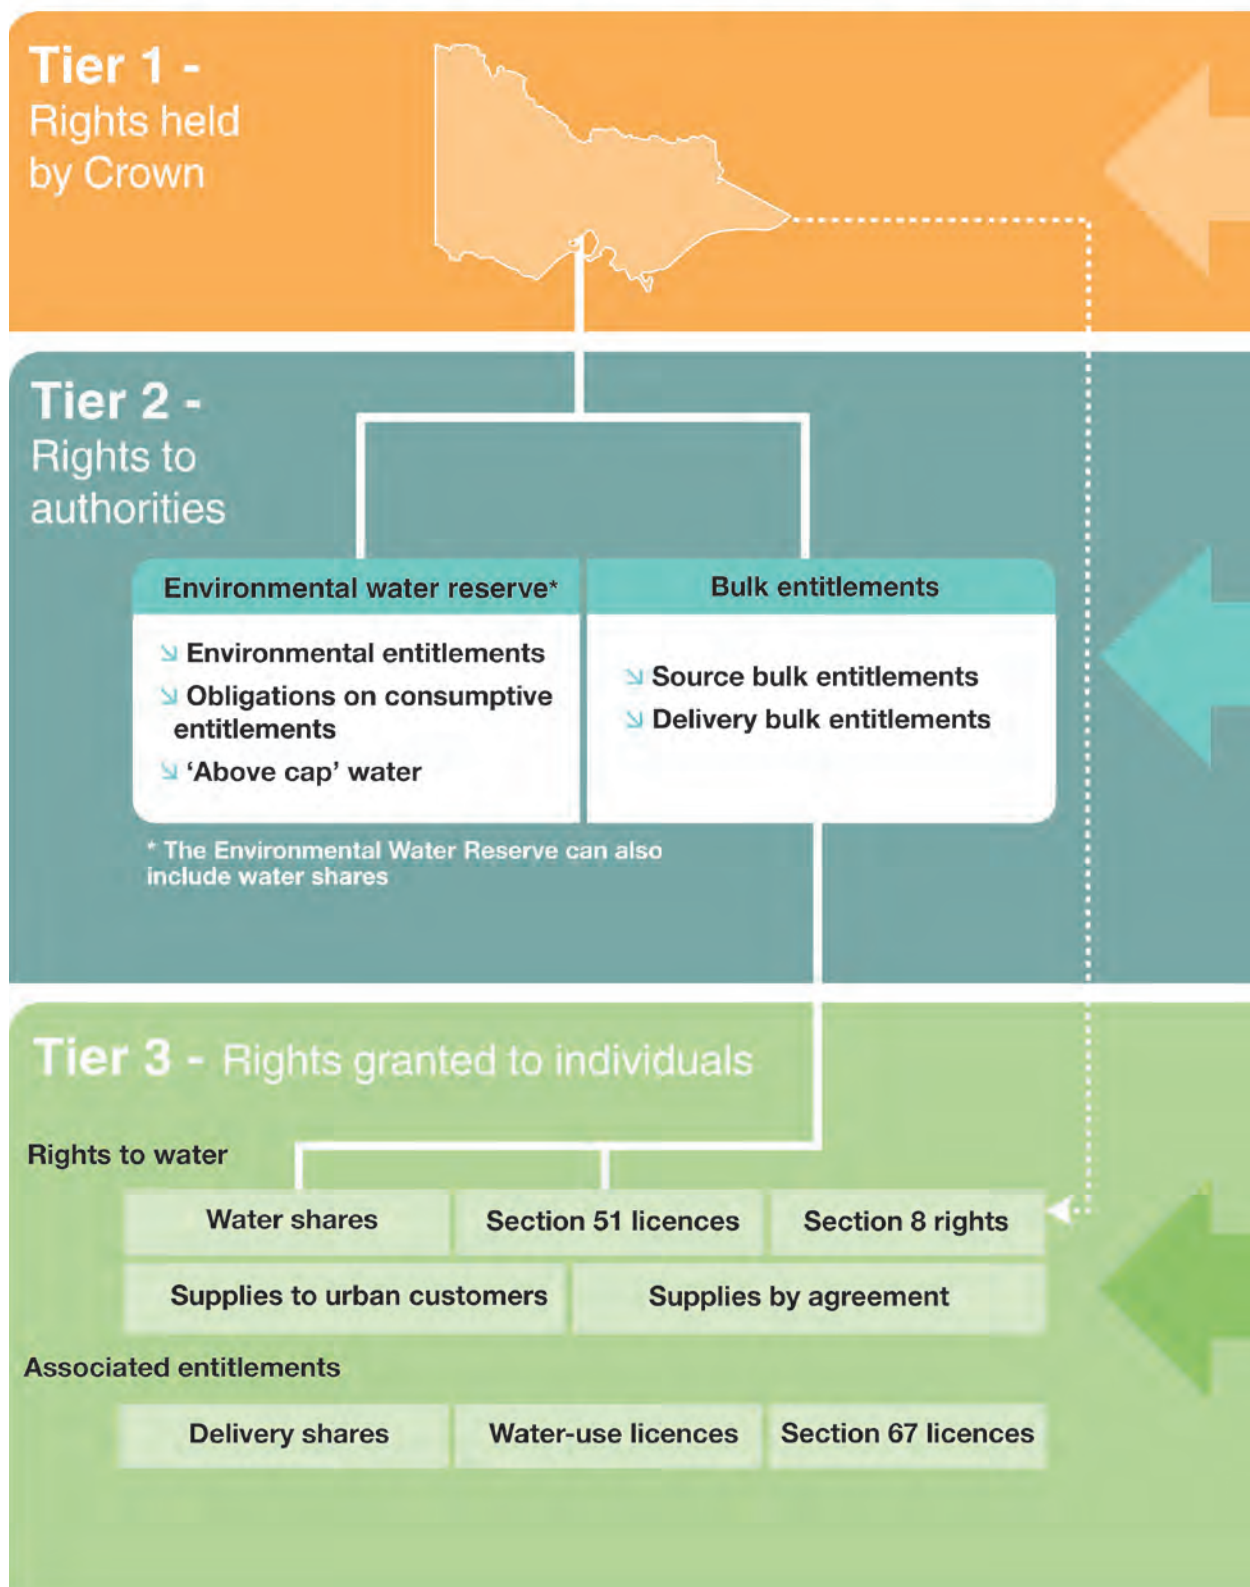 Tier 1 -
Rights held
by Crown
Tier 2 -
Rights to
authorities
Environmental water reserve*
Environmental entitlements
Obligations on consumptive
entitlements
‘Above cap’ water
Bulk entitlements
Source bulk entitlements
Delivery bulk entitlements
* The Environmental Water Reserve can also
include water shares
Tier 3 - Rights granted to individuals
Rights to water
Water shares
Section 51 licences
Section 8 rights
Supplies to urban customers
Supplies by agreement
Associated entitlements
Delivery shares
Water-use licences
Section 67 licences